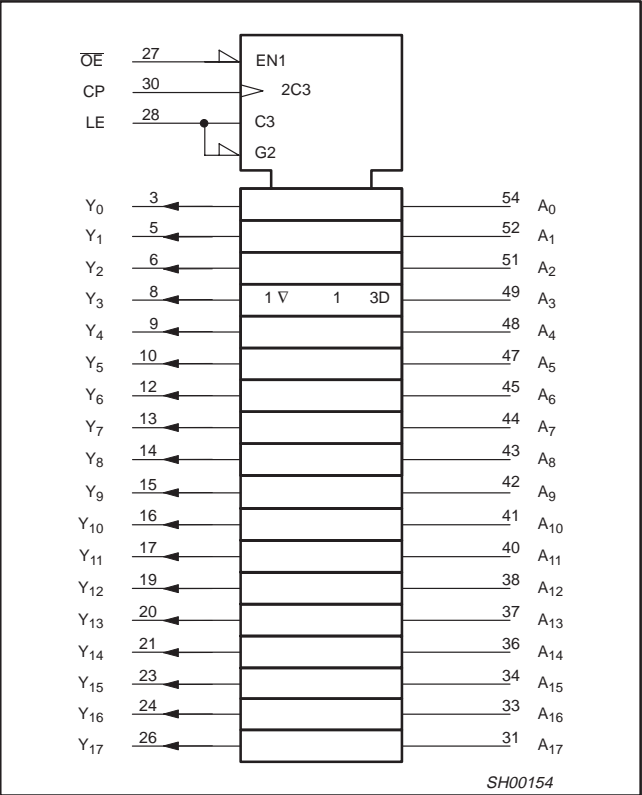 O̅E̅ 27 EN1
CP 30 2C3
LE 28 C3
G2
Y0 3 54 A0
Y1 5 52 A1
Y2 6 51 A2
Y3 8 1 ∇ 1 3D 49 A3
Y4 9 48 A4
Y5 10 47 A5
Y6 12 45 A6
Y7 13 44 A7
Y8 14 43 A8
Y9 15 42 A9
Y10 16 41 A10
Y11 17 40 A11
Y12 19 38 A12
Y13 20 37 A13
Y14 21 36 A14
Y15 23 34 A15
Y16 24 33 A16
Y17 26 31 A17
SH00154